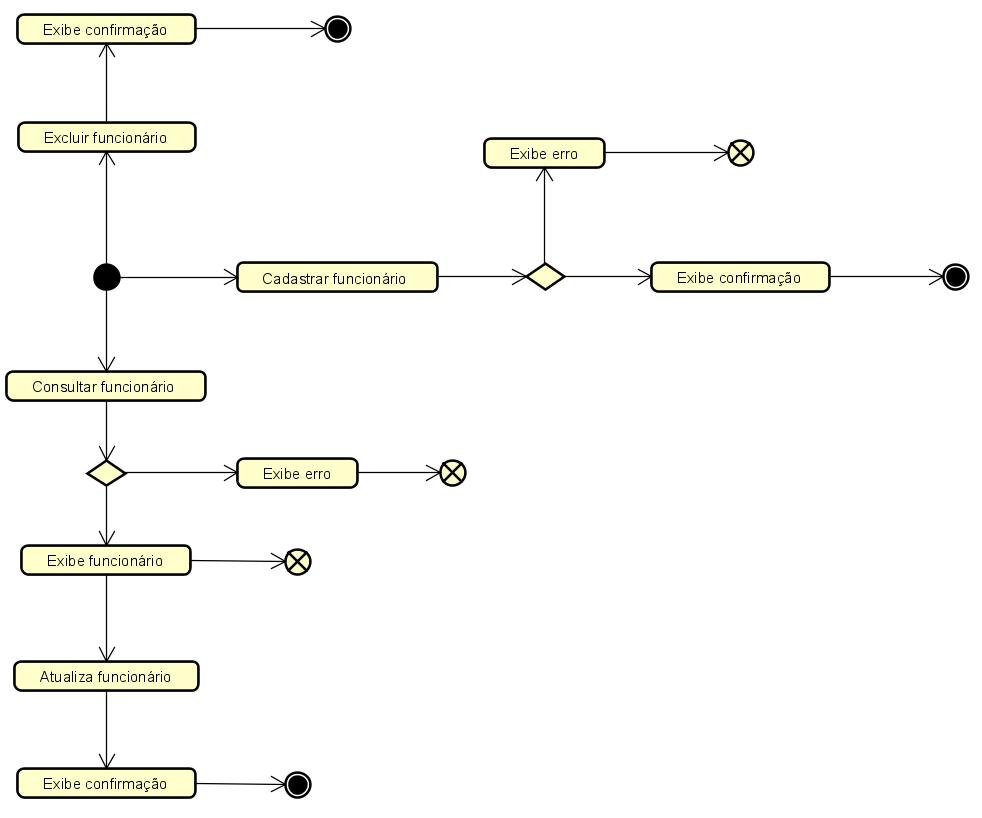 Exibe confirmação
Excluir funcionário
Exibe erro
Cadastrar funcionário
Exibe confirmação
Consultar funcionário
Exibe erro
Exibe funcionário
Atualiza funcionário
Exibe confirmação